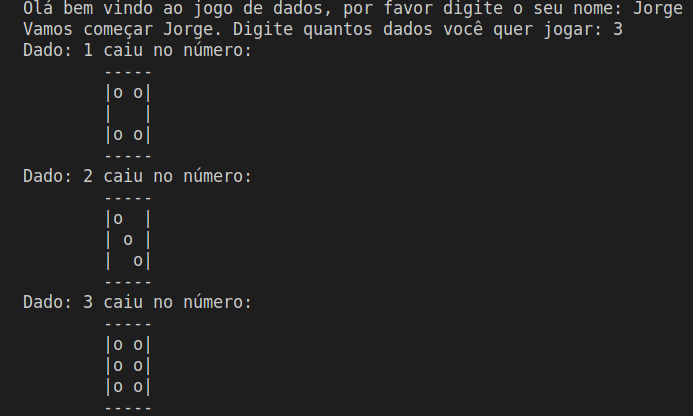 Olá bem vindo ao jogo de dados, por favor digite o seu nome: Jorge
Vamos começar Jorge. Digite quantos dados você quer jogar: 3
Dado: 1 caiu no número:
        -----
        |o o|
        |   |
        |o o|
        -----
Dado: 2 caiu no número:
        -----
        |o  |
        | o |
        |  o|
        -----
Dado: 3 caiu no número:
        -----
        |o o|
        |o o|
        |o o|
        -----